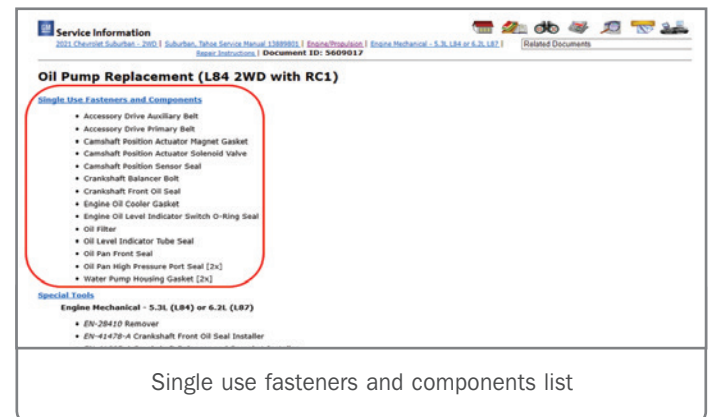 GM
Service Information
2021 Chevrolet Suburban - 2WD | Suburban, Tahoe Service Manual 13889801 | Engine/Propulsion | Engine Mechanical - 5.3L L84 or 6.2L L87 |
Repair Instructions | Document ID: 5609017
Related Documents
Oil Pump Replacement (L84 2WD with RC1)
Single Use Fasteners and Components
• Accessory Drive Auxiliary Belt
• Accessory Drive Primary Belt
• Camshaft Position Actuator Magnet Gasket
• Camshaft Position Actuator Solenoid Valve
• Camshaft Position Sensor Seal
• Crankshaft Balancer Bolt
• Crankshaft Front Oil Seal
• Engine Oil Cooler Gasket
• Engine Oil Level Indicator Switch O-Ring Seal
• Oil Filter
• Oil Level Indicator Tube Seal
• Oil Pan Front Seal
• Oil Pan High Pressure Port Seal [2x]
• Water Pump Housing Gasket [2x]
Special Tools
Engine Mechanical - 5.3L (L84) or 6.2L (L87)
• EN-28410 Remover
• EN-41478-A Crankshaft Front Oil Seal Installer
Single use fasteners and components list